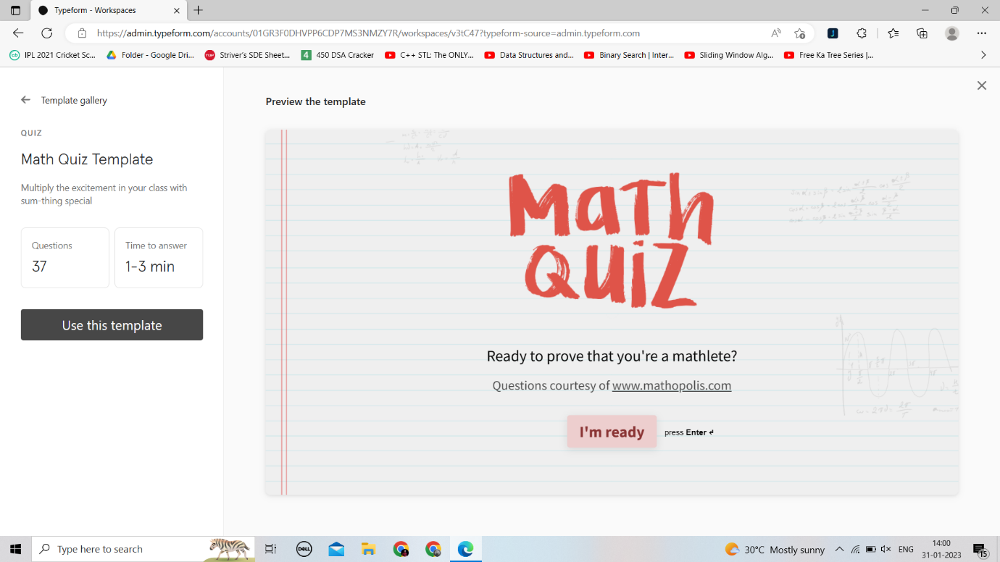 Typeform - Workspaces
https://admin.typeform.com/accounts/01GR3F0DHVPP6CDP7MS3NMZY7R/workspaces/v3tC47?typeform-source=admin.typeform.com
IPL 2021 Cricket Sc...
Folder - Google Dri...
Striver's SDE Sheet...
450 DSA Cracker
C++ STL: The ONLY...
Data Structures and...
Binary Search | Inter...
Sliding Window Alg...
Free Ka Tree Series |...
Template gallery
Preview the template
QUIZ
Math Quiz Template
Multiply the excitement in your class with
sum-thing special
Questions
37
Time to answer
1-3 min
Use this template
MaTh
QUiZ
Ready to prove that you're a mathlete?
Questions courtesy of www.mathopolis.com
I'm ready
press Enter ↵
Type here to search
DELL
30°C Mostly sunny
ENG
14:00
31-01-2023
15